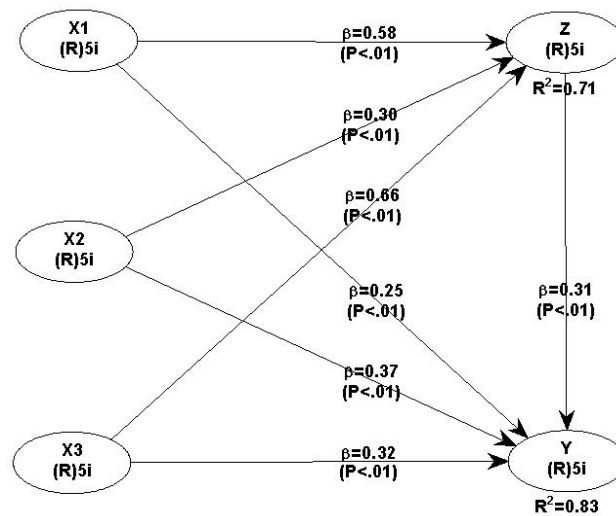 X1
(R)5i
β=0.58
(P<.01)
Z
(R)5i
R²=0.71
β=0.30
(P<.01)
β=0.66
(P<.01)
X2
(R)5i
β=0.25
(P<.01)
β=0.31
(P<.01)
β=0.37
(P<.01)
X3
(R)5i
β=0.32
(P<.01)
Y
(R)5i
R²=0.83